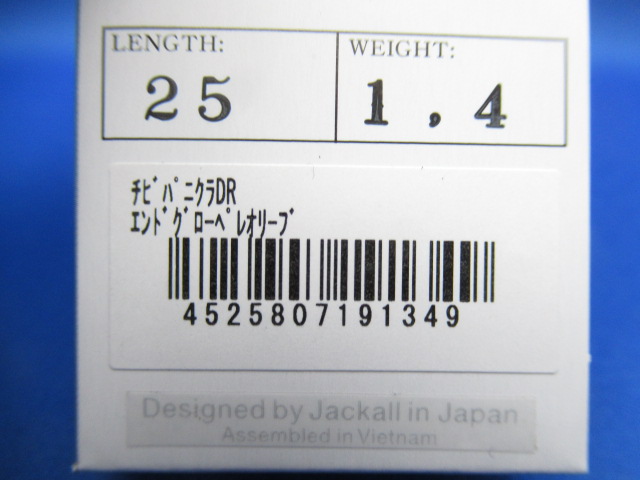 LENGTH:
25
WEIGHT:
1,4
ﾁﾋﾞﾊﾟﾆｸﾗDR
ｴﾝﾄﾞｸﾞﾛｰﾍﾟﾚｵﾘｰﾌﾞ
4525807191349
Designed by Jackall in Japan
Assembled in Vietnam